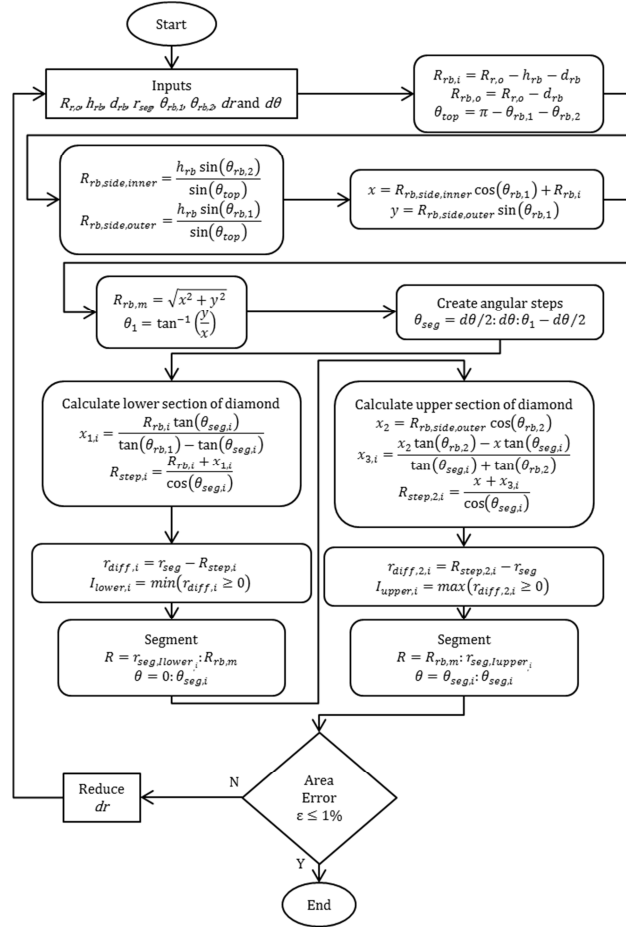 Start
Inputs
R_{r,o}, h_{rb}, d_{rb}, r_{seg}, θ_{rb,1}, θ_{rb,2}, dr and dθ
R_{rb,i} = R_{r,o} − h_{rb} − d_{rb}
R_{rb,o} = R_{r,o} − d_{rb}
θ_{top} = π − θ_{rb,1} − θ_{rb,2}
R_{rb,side,inner} = \frac{h_{rb} sin(θ_{rb,2})}{sin(θ_{top})}
R_{rb,side,outer} = \frac{h_{rb} sin(θ_{rb,1})}{sin(θ_{top})}
x = R_{rb,side,inner} cos(θ_{rb,1}) + R_{rb,i}
y = R_{rb,side,outer} sin(θ_{rb,1})
R_{rb,m} = √(x² + y²)
θ_1 = tan^{−1}(\frac{y}{x})
Create angular steps
θ_{seg} = dθ/2: dθ: θ_1 − dθ/2
Calculate lower section of diamond
x_{1,i} = \frac{R_{rb,i} tan(θ_{seg,i})}{tan(θ_{rb,1}) − tan(θ_{seg,i})}
R_{step,i} = \frac{R_{rb,i} + x_{1,i}}{cos(θ_{seg,i})}
r_{diff,i} = r_{seg} − R_{step,i}
I_{lower,i} = min(r_{diff,i} ≥ 0)
Segment
R = r_{seg,Ilower_i}: R_{rb,m}
θ = 0: θ_{seg,i}
Calculate upper section of diamond
x_2 = R_{rb,side,outer} cos(θ_{rb,2})
x_{3,i} = \frac{x_2 tan(θ_{rb,2}) − x tan(θ_{seg,i})}{tan(θ_{seg,i}) + tan(θ_{rb,2})}
R_{step,2,i} = \frac{x + x_{3,i}}{cos(θ_{seg,i})}
r_{diff,2,i} = R_{step,2,i} − r_{seg}
I_{upper,i} = max(r_{diff,2,i} ≥ 0)
Segment
R = R_{rb,m}: r_{seg,Iupper_i}
θ = θ_{seg,i}: θ_{seg,i}
Area
Error
ε ≤ 1%
N
Reduce
dr
Y
End